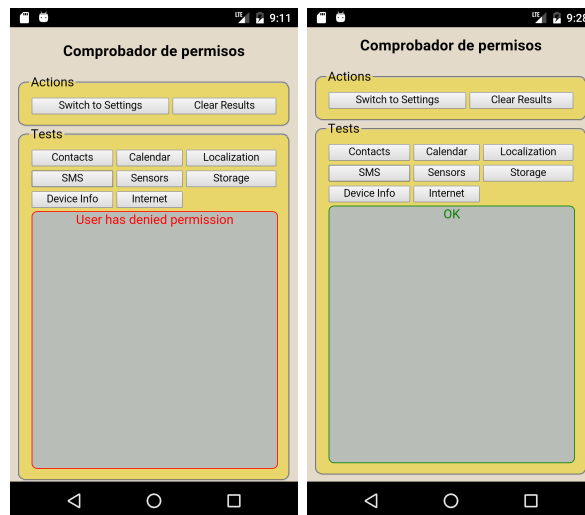 LTE 9:11
Comprobador de permisos
Actions
Switch to Settings Clear Results
Tests
Contacts Calendar Localization
SMS Sensors Storage
Device Info Internet
User has denied permission
LTE 9:28
Comprobador de permisos
Actions
Switch to Settings Clear Results
Tests
Contacts Calendar Localization
SMS Sensors Storage
Device Info Internet
OK